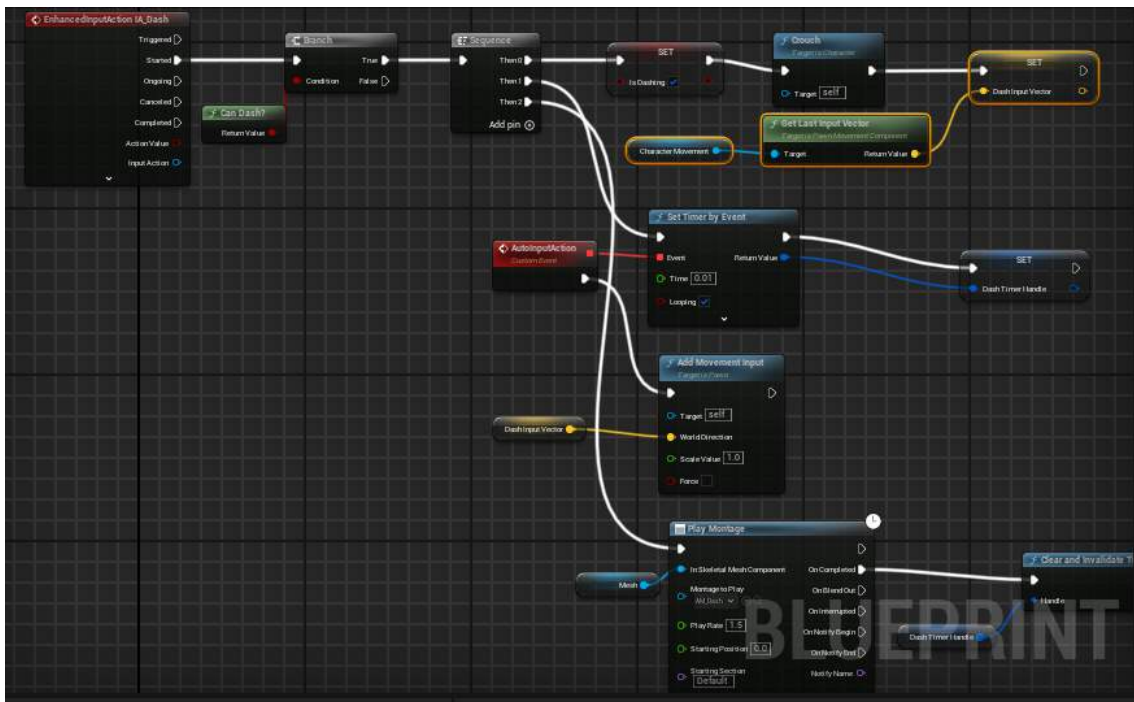 EnhancedInputAction IA_Dash
Triggered
Started
Ongoing
Canceled
Completed
Action Value
Input Action
Branch
Condition
True
False
Can Dash?
Return Value
Sequence
Then 0
Then 1
Then 2
Add pin
SET
Is Dashing
Crouch
Target is Character
Target self
SET
Dash Input Vector
Character Movement
Get Last Input Vector
Target is Pawn Movement Component
Target
Return Value
AutoInputAction
Custom Event
Set Timer by Event
Event
Return Value
Time 0.01
Looping
SET
Dash Timer Handle
Add Movement Input
Target is Pawn
Target self
World Direction
Scale Value 1.0
Force
Dash Input Vector
Play Montage
In Skeletal Mesh Component
On Completed
Mesh
Montage to Play
AM_Dash
On Blend Out
On Interrupted
Play Rate 1.5
On Notify Begin
Starting Position 0.0
On Notify End
Starting Section
Default
Notify Name
Clear and Invalidate T
Handle
Dash Timer Handle
BLUEPRINT